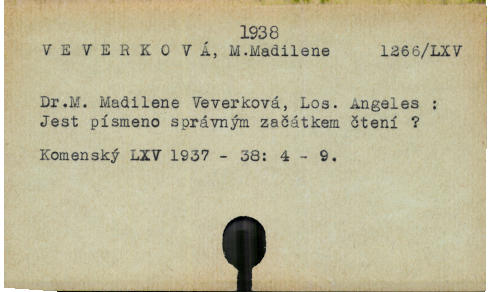 1938
V E V E R K O V Á, M.Madilene 1266/LXV
Dr.M. Madilene Veverková, Los. Angeles :
Jest písmeno správným začátkem čtení ?
Komenský LXV 1937 - 38: 4 - 9.